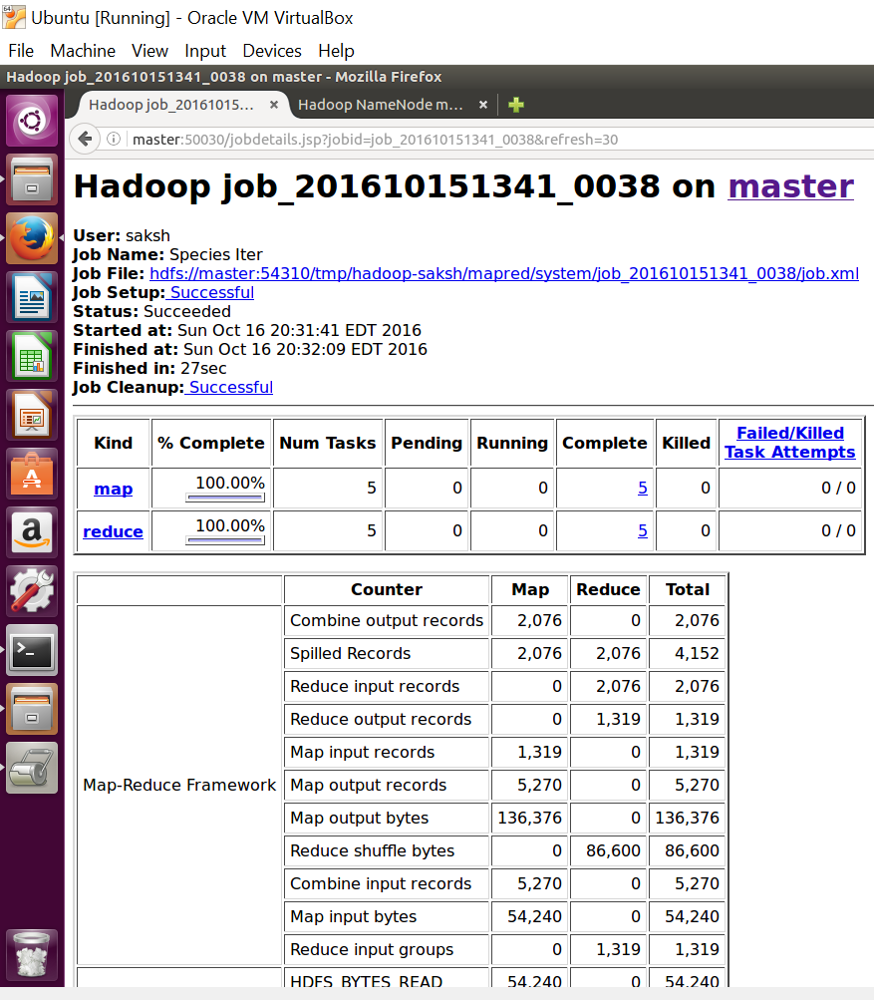 Ubuntu [Running] - Oracle VM VirtualBox
File Machine View Input Devices Help
Hadoop job_201610151341_0038 on master - Mozilla Firefox
Hadoop job_20161015... × Hadoop NameNode m... ×
master:50030/jobdetails.jsp?jobid=job_201610151341_0038&refresh=30
Hadoop job_201610151341_0038 on master
User: saksh
Job Name: Species Iter
Job File: hdfs://master:54310/tmp/hadoop-saksh/mapred/system/job_201610151341_0038/job.xml
Job Setup: Successful
Status: Succeeded
Started at: Sun Oct 16 20:31:41 EDT 2016
Finished at: Sun Oct 16 20:32:09 EDT 2016
Finished in: 27sec
Job Cleanup: Successful
Kind % Complete Num Tasks Pending Running Complete Killed Failed/Killed
Task Attempts
map 100.00% 5 0 0 5 0 0 / 0
reduce 100.00% 5 0 0 5 0 0 / 0
Counter Map Reduce Total
Combine output records 2,076 0 2,076
Spilled Records 2,076 2,076 4,152
Reduce input records 0 2,076 2,076
Reduce output records 0 1,319 1,319
Map input records 1,319 0 1,319
Map-Reduce Framework Map output records 5,270 0 5,270
Map output bytes 136,376 0 136,376
Reduce shuffle bytes 0 86,600 86,600
Combine input records 5,270 0 5,270
Map input bytes 54,240 0 54,240
Reduce input groups 0 1,319 1,319
HDFS_BYTES_READ 54,240 0 54,240